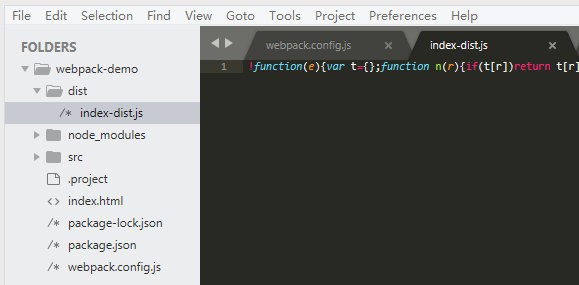 File Edit Selection Find View Goto Tools Project Preferences Help
FOLDERS
webpack-demo
dist
/* index-dist.js
node_modules
src
.project
<> index.html
/* package-lock.json
/* package.json
/* webpack.config.js
webpack.config.js × index-dist.js ×
1 !function(e){var t={};function n(r){if(t[r])return t[r]